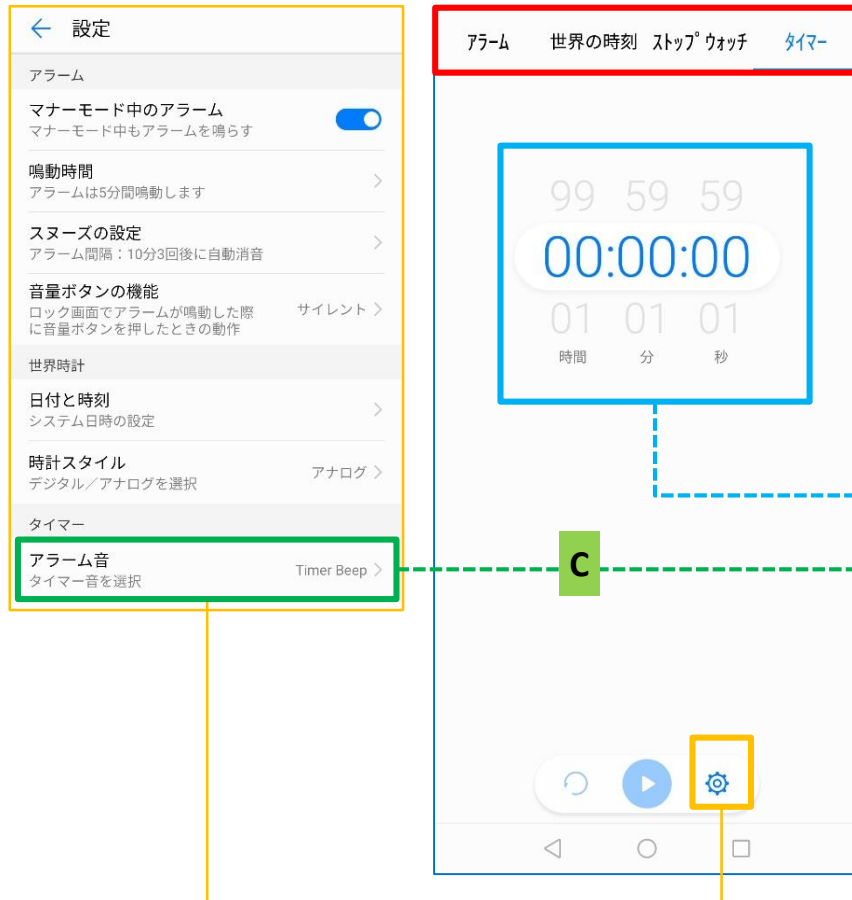 設定
アラーム
マナーモード中のアラーム
マナーモード中もアラームを鳴らす
鳴動時間
アラームは5分間鳴動します
スヌーズの設定
アラーム間隔：10分3回後に自動消音
音量ボタンの機能
ロック画面でアラームが鳴動した際
に音量ボタンを押したときの動作
サイレント
世界時計
日付と時刻
システム日時の設定
時計スタイル
デジタル／アナログを選択
アナログ
タイマー
アラーム音
タイマー音を選択
Timer Beep
C
アラーム 世界の時刻 ストップウォッチ タイマー
99 59 59
00:00:00
01 01 01
時間 分 秒